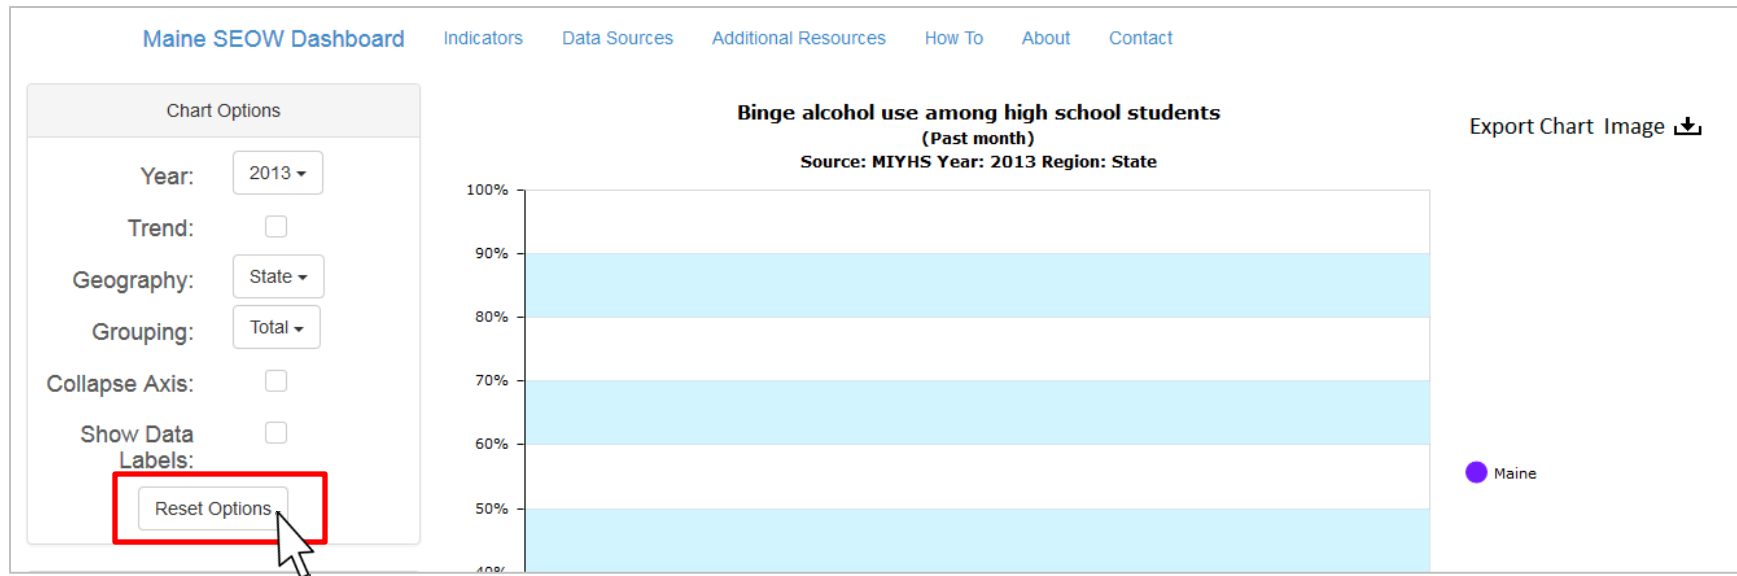 Maine SEOW Dashboard Indicators Data Sources Additional Resources How To About Contact
Chart Options
Year: 2013
Trend:
Geography: State
Grouping: Total
Collapse Axis:
Show Data
Labels:
Reset Options
Binge alcohol use among high school students
(Past month)
Source: MIYHS Year: 2013 Region: State
Export Chart Image
100%
90%
80%
70%
60%
50%
40%
Maine